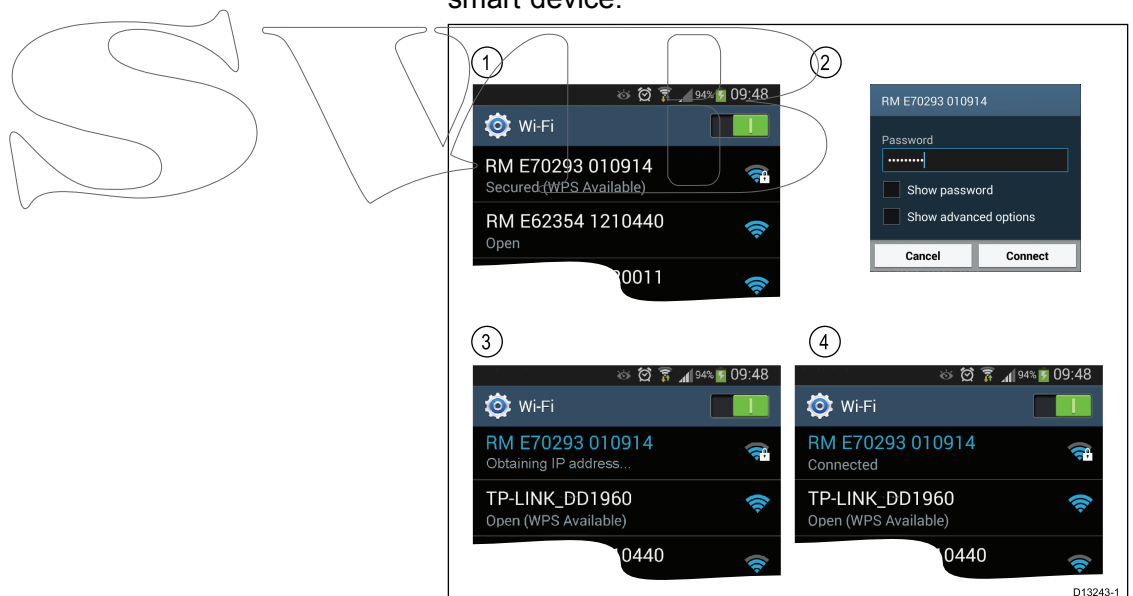 smart device.
SVB
1
2
94% 09:48
Wi-Fi
RM E70293 010914
Secured (WPS Available)
RM E62354 1210440
Open
0011
RM E70293 010914
Password
•••••••••
Show password
Show advanced options
Cancel Connect
3
4
94% 09:48
Wi-Fi
RM E70293 010914
Obtaining IP address...
TP-LINK_DD1960
Open (WPS Available)
0440
94% 09:48
Wi-Fi
RM E70293 010914
Connected
TP-LINK_DD1960
Open (WPS Available)
0440
D13243-1